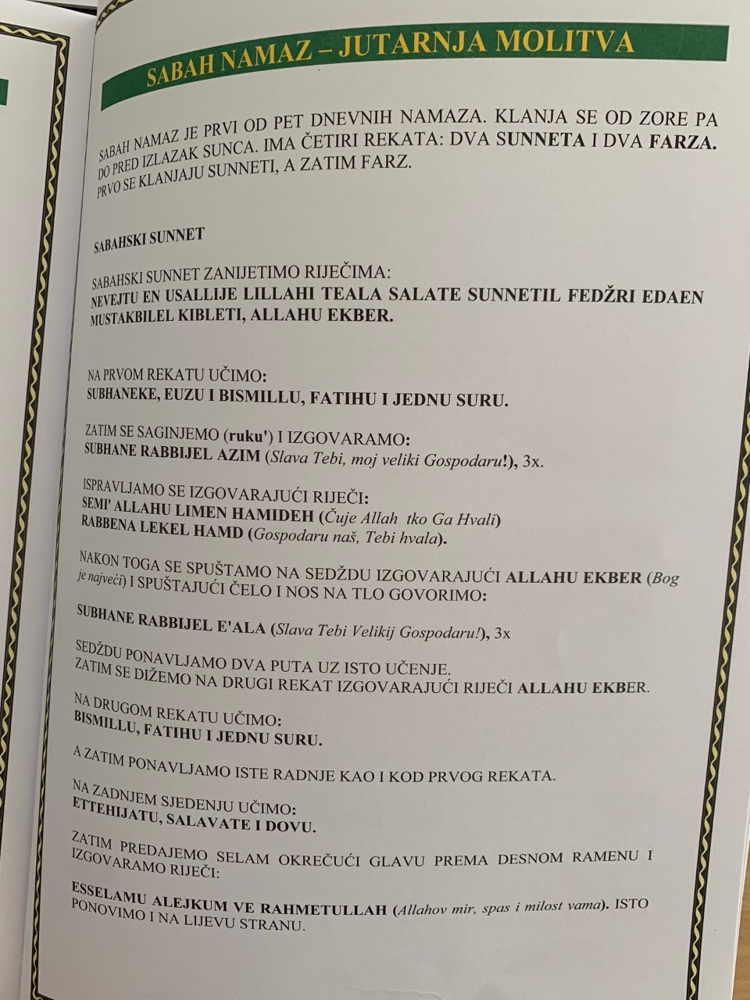 SABAH NAMAZ – JUTARNJA MOLITVA
SABAH NAMAZ JE PRVI OD PET DNEVNIH NAMAZA. KLANJA SE OD ZORE PA
DO PRED IZLAZAK SUNCA. IMA ČETIRI REKATA: DVA SUNNETA I DVA FARZA.
PRVO SE KLANJAJU SUNNETI, A ZATIM FARZ.
SABAHSKI SUNNET
SABAHSKI SUNNET ZANIJETIMO RIJEČIMA:
NEVEJTU EN USALLIJE LILLAHI TEALA SALATE SUNNETIL FEDŽRI EDAEN
MUSTAKBILEL KIBLETI, ALLAHU EKBER.
NA PRVOM REKATU UČIMO:
SUBHANEKE, EUZU I BISMILLU, FATIHU I JEDNU SURU.
ZATIM SE SAGINJEMO (ruku') I IZGOVARAMO:
SUBHANE RABBIJEL AZIM (Slava Tebi, moj veliki Gospodaru!), 3x.
ISPRAVLJAMO SE IZGOVARAJUĆI RIJEČI:
SEMI' ALLAHU LIMEN HAMIDEH (Čuje Allah tko Ga Hvali)
RABBENA LEKEL HAMD (Gospodaru naš, Tebi hvala).
NAKON TOGA SE SPUŠTAMO NA SEDŽDU IZGOVARAJUĆI ALLAHU EKBER (Bog
je najveći) I SPUŠTAJUĆI ČELO I NOS NA TLO GOVORIMO:
SUBHANE RABBIJEL E'ALA (Slava Tebi Velikij Gospodaru!), 3x
SEDŽDU PONAVLJAMO DVA PUTA UZ ISTO UČENJE.
ZATIM SE DIŽEMO NA DRUGI REKAT IZGOVARAJUĆI RIJEČI ALLAHU EKBER.
NA DRUGOM REKATU UČIMO:
BISMILLU, FATIHU I JEDNU SURU.
A ZATIM PONAVLJAMO ISTE RADNJE KAO I KOD PRVOG REKATA.
NA ZADNJEM SJEDENJU UČIMO:
ETTEHIJATU, SALAVATE I DOVU.
ZATIM PREDAJEMO SELAM OKREČUĆI GLAVU PREMA DESNOM RAMENU I
IZGOVARAMO RIJEČI:
ESSELAMU ALEJKUM VE RAHMETULLAH (Allahov mir, spas i milost vama). ISTO
PONOVIMO I NA LIJEVU STRANU.